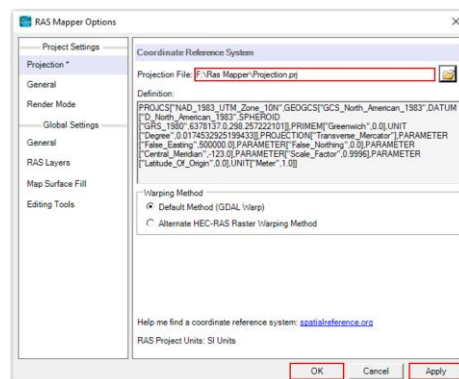 RAS Mapper Options
Project Settings
Projection *
General
Render Mode
Global Settings
General
RAS Layers
Map Surface Fill
Editing Tools
Coordinate Reference System
Projection File: F:\Ras Mapper\Projection.prj
Definition:
PROJCS["NAD_1983_UTM_Zone_10N",GEOGCS["GCS_North_American_1983",DATUM
["D_North_American_1983",SPHEROID
["GRS_1980",6378137.0,298.257222101]],PRIMEM["Greenwich",0.0],UNIT
["Degree",0.0174532925199433]],PROJECTION["Transverse_Mercator"],PARAMETER
["False_Easting",500000.0],PARAMETER["False_Northing",0.0],PARAMETER
["Central_Meridian",-123.0],PARAMETER["Scale_Factor",0.9996],PARAMETER
["Latitude_Of_Origin",0.0],UNIT["Meter",1.0]]
Warping Method
Default Method (GDAL Warp)
Alternate HEC-RAS Raster Warping Method
Help me find a coordinate reference system: spatialreference.org
RAS Project Units: SI Units
OK
Cancel
Apply